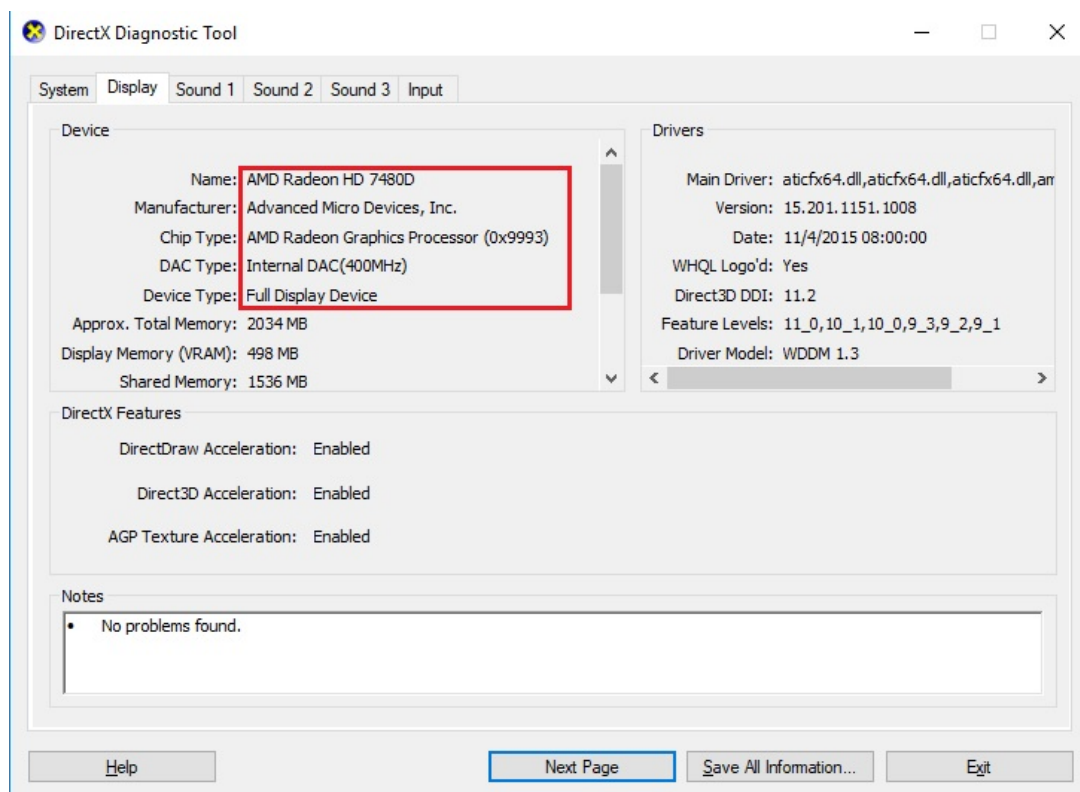 DirectX Diagnostic Tool
System Display Sound 1 Sound 2 Sound 3 Input
Device
Name: AMD Radeon HD 7480D
Manufacturer: Advanced Micro Devices, Inc.
Chip Type: AMD Radeon Graphics Processor (0x9993)
DAC Type: Internal DAC(400MHz)
Device Type: Full Display Device
Approx. Total Memory: 2034 MB
Display Memory (VRAM): 498 MB
Shared Memory: 1536 MB
Drivers
Main Driver: aticfx64.dll,aticfx64.dll,aticfx64.dll,am
Version: 15.201.1151.1008
Date: 11/4/2015 08:00:00
WHQL Logo'd: Yes
Direct3D DDI: 11.2
Feature Levels: 11_0,10_1,10_0,9_3,9_2,9_1
Driver Model: WDDM 1.3
DirectX Features
DirectDraw Acceleration: Enabled
Direct3D Acceleration: Enabled
AGP Texture Acceleration: Enabled
Notes
• No problems found.
Help Next Page Save All Information... Exit